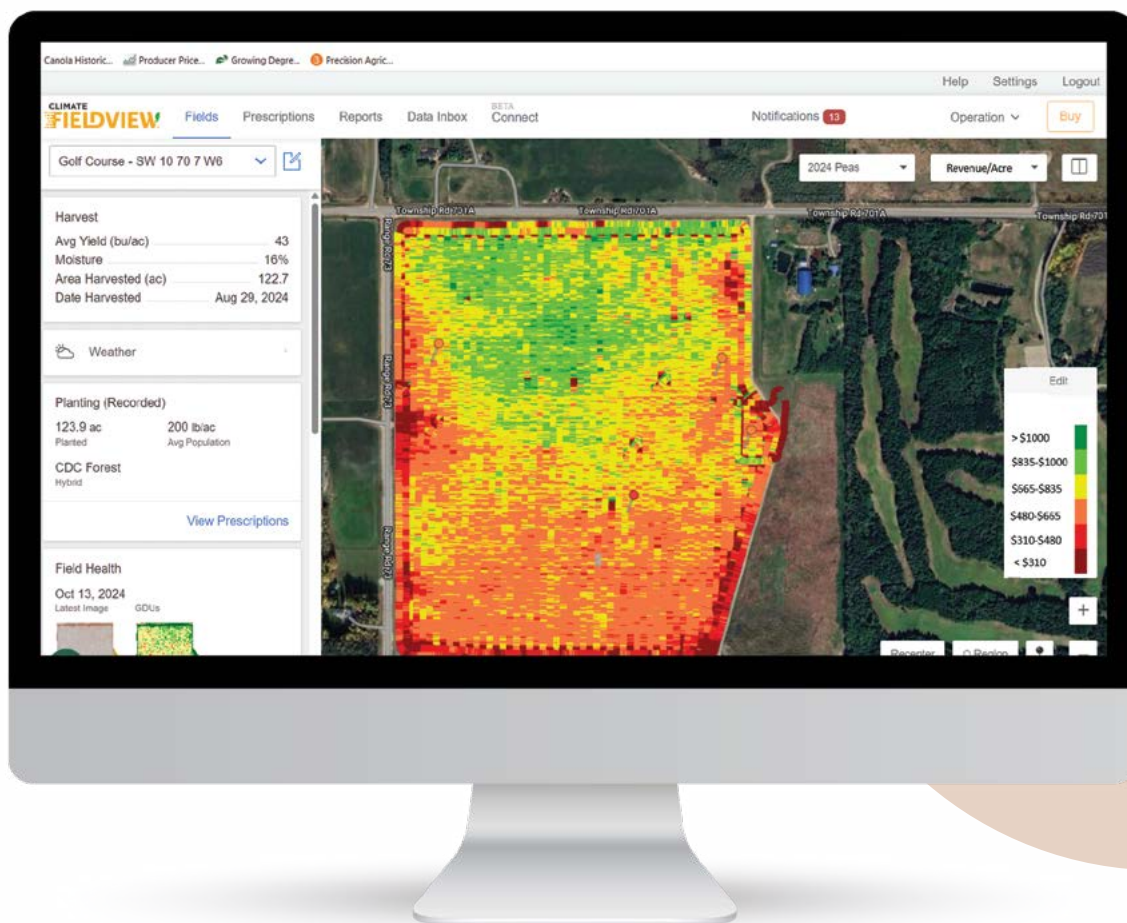 Canola Historic... Producer Price... Growing Degre... Precision Agric...
Help Settings Logout
CLIMATE
FIELDVIEW Fields Prescriptions Reports Data Inbox BETA Connect Notifications 13 Operation Buy
Golf Course - SW 10 70 7 W6
2024 Peas Revenue/Acre
Harvest
Avg Yield (bu/ac) 43
Moisture 16%
Area Harvested (ac) 122.7
Date Harvested Aug 29, 2024
Weather
Planting (Recorded)
123.9 ac 200 lb/ac
Planted Avg Population
CDC Forest
Hybrid
View Prescriptions
Field Health
Oct 13, 2024
Latest Image GDUs
Township Rd 701A Township Rd 701A Township Rd 701A Township Rd 701
Range Rd 73
Range Rd 73
Range Rd 73
Edit
> $1000
$835-$1000
$665-$835
$480-$665
$310-$480
< $310
+
Recenter Region